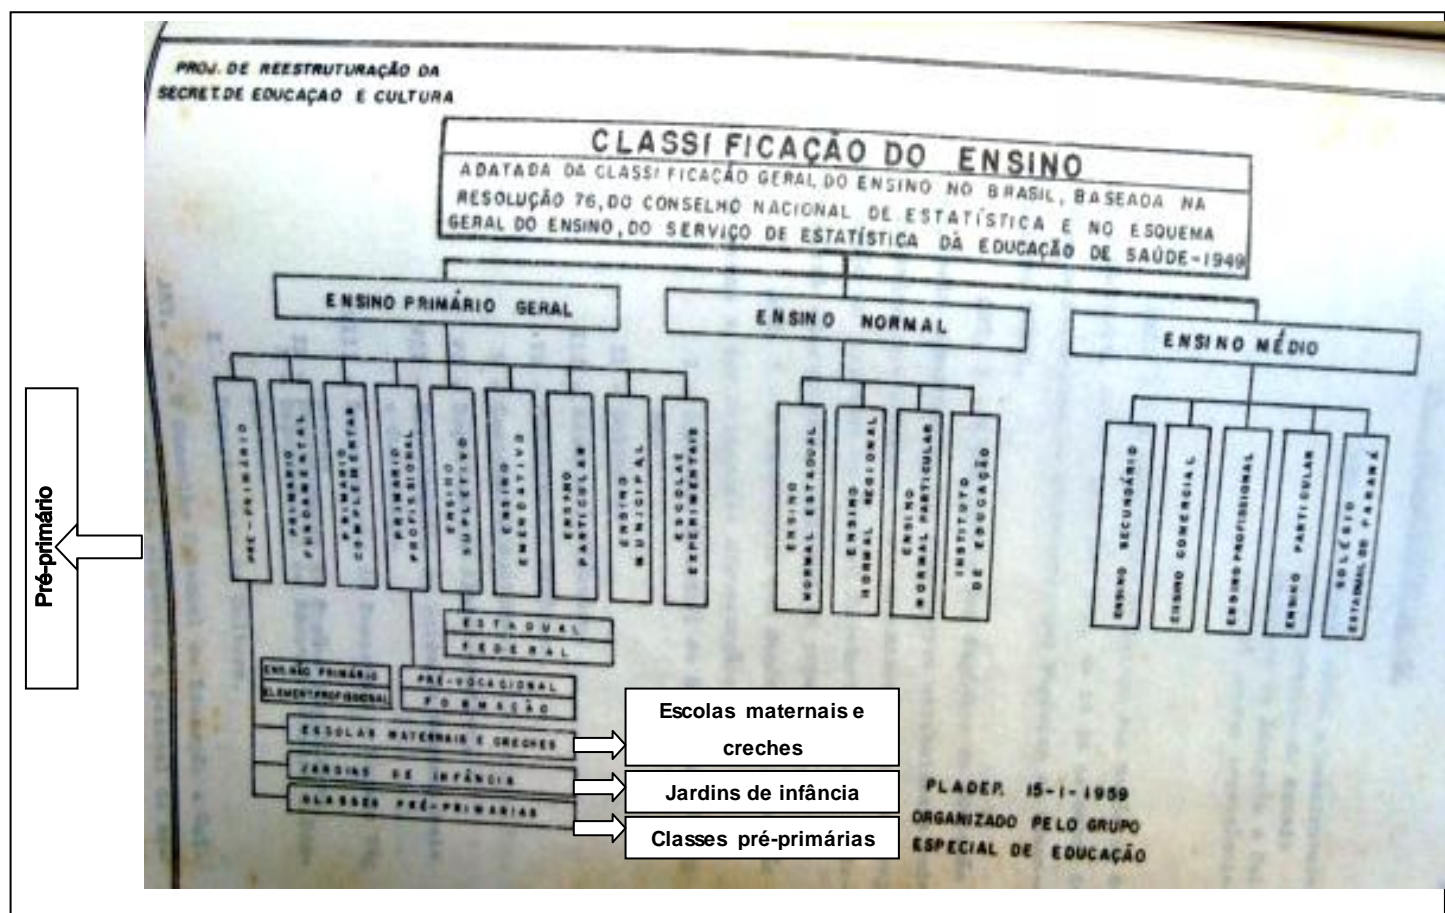 PROJ. DE REESTRUTURAÇÃO DA
SECRET. DE EDUCAÇAO E CULTURA
CLASSIFICAÇÃO DO ENSINO
ADATADA DA CLASSIFICAÇÃO GERAL DO ENSINO NO BRASIL, BASEADA NA
RESOLUÇÃO 76, DO CONSELHO NACIONAL DE ESTATÍSTICA E NO ESQUEMA
GERAL DO ENSINO, DO SERVIÇO DE ESTATÍSTICA DA EDUCAÇÃO DE SAÚDE-1949
ENSINO PRIMÁRIO GERAL
ENSINO NORMAL
ENSINO MÉDIO
PRÉ-PRIMÁRIO
PRIMÁRIO
FUNDAMENTAL
PRIMÁRIO
COMPLEMENTAR
PRIMÁRIO
PROFISSIONAL
ENSINO
SUPLETIVO
ENSINO
EMENDATIVO
ENSINO
PARTICULAR
ENSINO
MUNICIPAL
ESCOLAS
EXPERIMENTAIS
ENSINO
NORMAL ESTADUAL
ENSINO
NORMAL REGIONAL
ENSINO
NORMAL PARTICULAR
INSTITUTO
DE EDUCAÇÃO
ENSINO SECUNDÁRIO
ENSINO COMERCIAL
ENSINO PROFISSIONAL
ENSINO PARTICULAR
COLÉGIO
ESTADUAL DO PARANÁ
Pré-primário
ESTADUAL
FEDERAL
PRIMÁRIO
PRÉ-VOCACIONAL
FORMAÇÃO
ESCOLAS MATERNAIS E CRECHES
JARDINS DE INFÂNCIA
CLASSES PRÉ-PRIMARIAS
Escolas maternais e
creches
Jardins de infância
Classes pré-primárias
PLADEP. 15-1-1959
ORGANIZADO PELO GRUPO
ESPECIAL DE EDUCAÇÃO